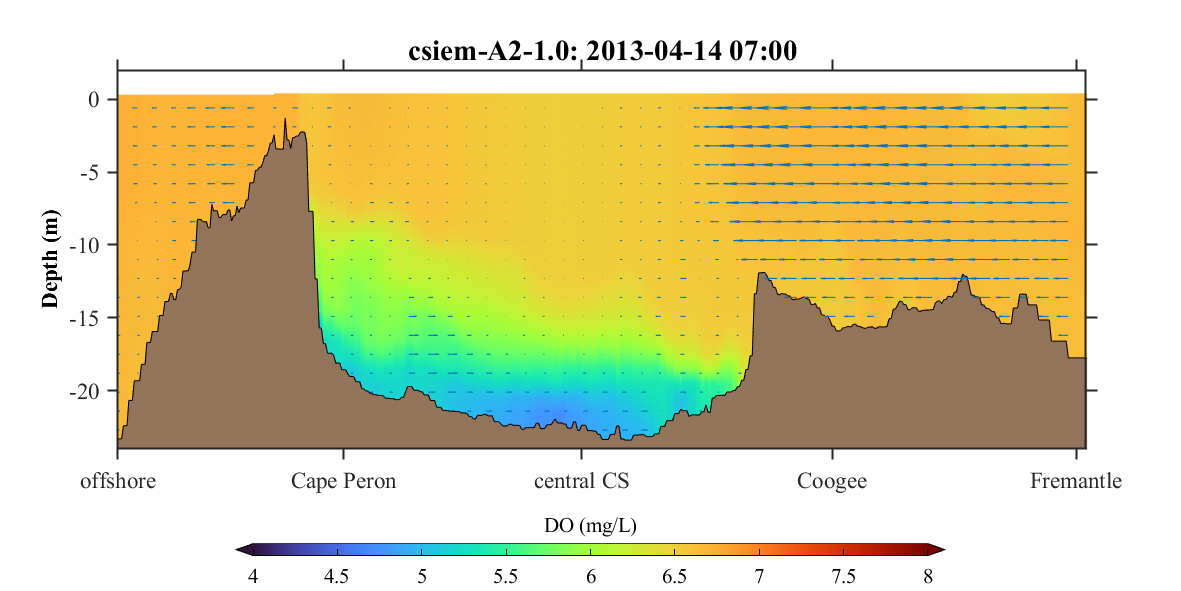 csiem-A2-1.0: 2013-04-14 07:00
0
-5
-10
-15
-20
Depth (m)
offshore Cape Peron central CS Coogee Fremantle
DO (mg/L)
4 4.5 5 5.5 6 6.5 7 7.5 8